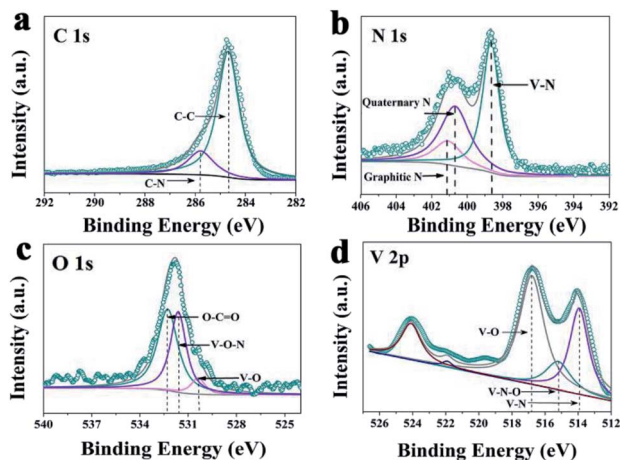 a
C 1s
C-C
C-N
Intensity (a.u.)
292 290 288 286 284 282
Binding Energy (eV)
b
N 1s
V-N
Quaternary N
Graphitic N
Intensity (a.u.)
406 404 402 400 398 396 394 392
Binding Energy (eV)
c
O 1s
O-C=O
V-O-N
V-O
Intensity (a.u.)
540 537 534 531 528 525
Binding Energy (eV)
d
V 2p
V-O
V-N-O
V-N
Intensity (a.u.)
526 524 522 520 518 516 514 512
Binding Energy (eV)